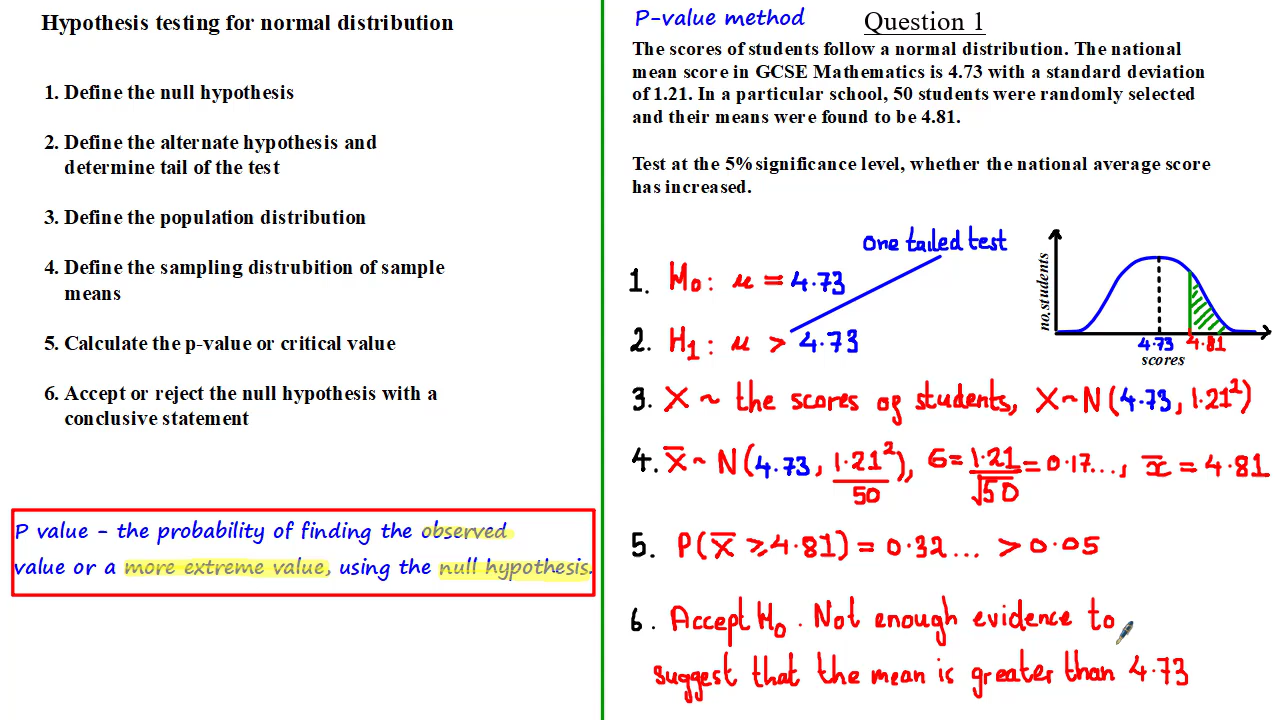 Hypothesis testing for normal distribution
1. Define the null hypothesis
2. Define the alternate hypothesis and
determine tail of the test
3. Define the population distribution
4. Define the sampling distrubition of sample
means
5. Calculate the p-value or critical value
6. Accept or reject the null hypothesis with a
conclusive statement
P value - the probability of finding the observed
value or a more extreme value, using the null hypothesis.
P-value method
Question 1
The scores of students follow a normal distribution. The national
mean score in GCSE Mathematics is 4.73 with a standard deviation
of 1.21. In a particular school, 50 students were randomly selected
and their means were found to be 4.81.
Test at the 5% significance level, whether the national average score
has increased.
One tailed test
no. students
4.73 4.81
scores
1. H₀: μ = 4.73
2. H₁: μ > 4.73
3. X ~ the scores of students, X ~ N(4.73, 1.21²)
4. X̄ ~ N(4.73, 1.21²/50), σ = 1.21/√50 = 0.17..., x̄ = 4.81
5. P(X̄ ≥ 4.81) = 0.32... > 0.05
6. Accept H₀. Not enough evidence to
suggest that the mean is greater than 4.73